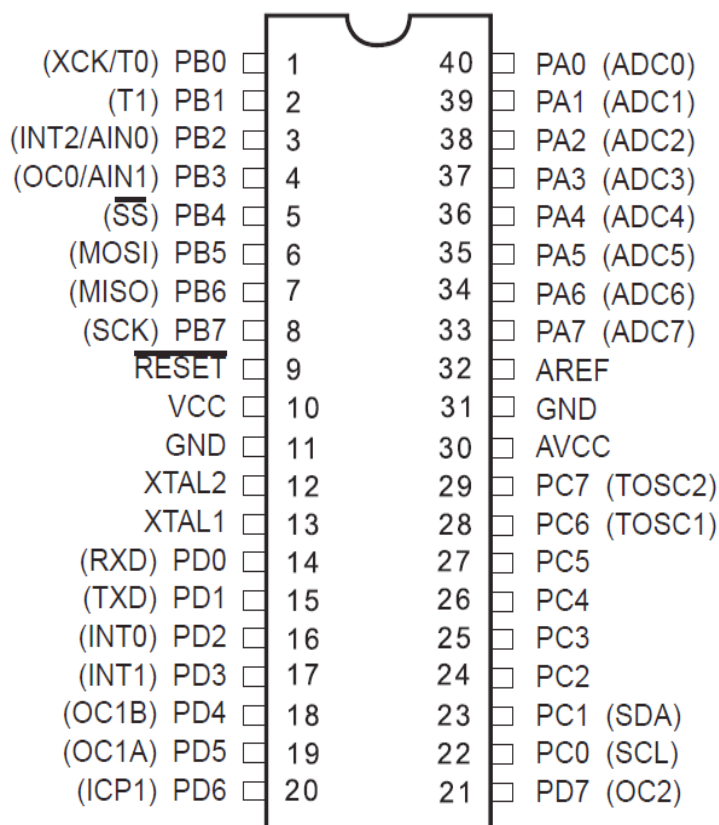 (XCK/T0) PB0 1 40 PA0 (ADC0)
(T1) PB1 2 39 PA1 (ADC1)
(INT2/AIN0) PB2 3 38 PA2 (ADC2)
(OC0/AIN1) PB3 4 37 PA3 (ADC3)
(S̅S̅) PB4 5 36 PA4 (ADC4)
(MOSI) PB5 6 35 PA5 (ADC5)
(MISO) PB6 7 34 PA6 (ADC6)
(SCK) PB7 8 33 PA7 (ADC7)
R̅E̅S̅E̅T̅ 9 32 AREF
VCC 10 31 GND
GND 11 30 AVCC
XTAL2 12 29 PC7 (TOSC2)
XTAL1 13 28 PC6 (TOSC1)
(RXD) PD0 14 27 PC5
(TXD) PD1 15 26 PC4
(INT0) PD2 16 25 PC3
(INT1) PD3 17 24 PC2
(OC1B) PD4 18 23 PC1 (SDA)
(OC1A) PD5 19 22 PC0 (SCL)
(ICP1) PD6 20 21 PD7 (OC2)